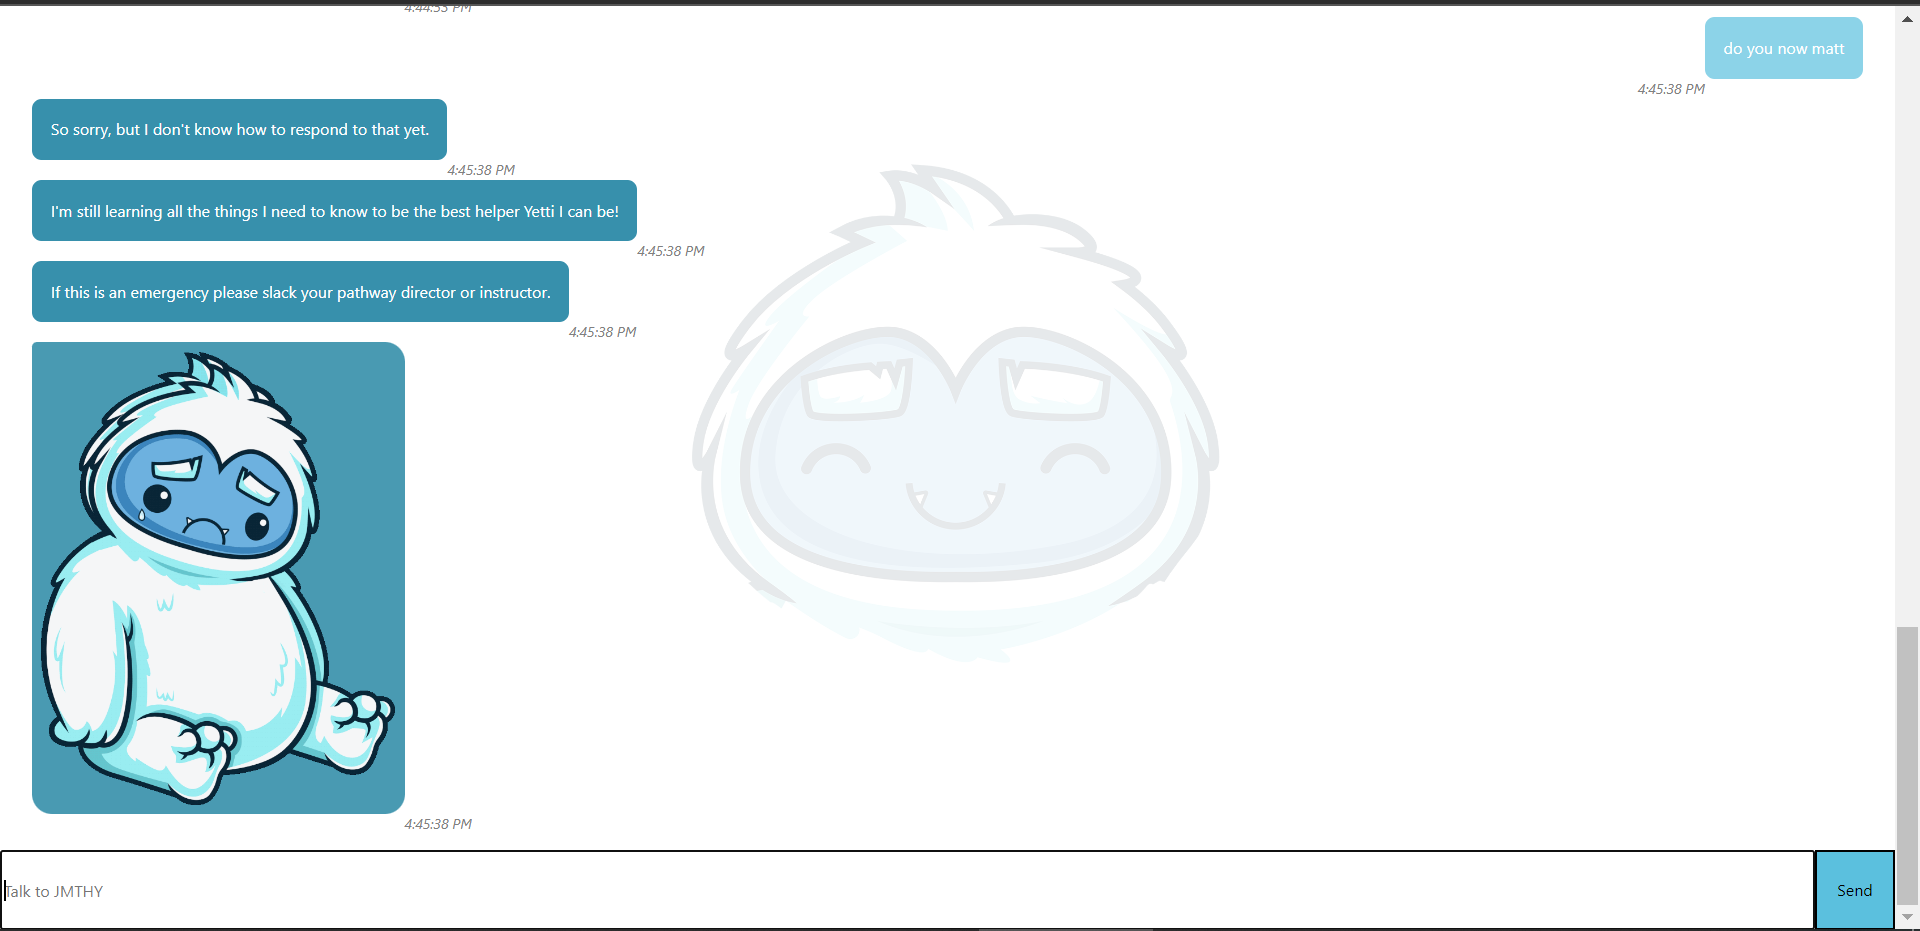 4:44:53 PM
do you now matt
4:45:38 PM
So sorry, but I don't know how to respond to that yet.
4:45:38 PM
I'm still learning all the things I need to know to be the best helper Yetti I can be!
4:45:38 PM
If this is an emergency please slack your pathway director or instructor.
4:45:38 PM
4:45:38 PM
Talk to JMTHY
Send